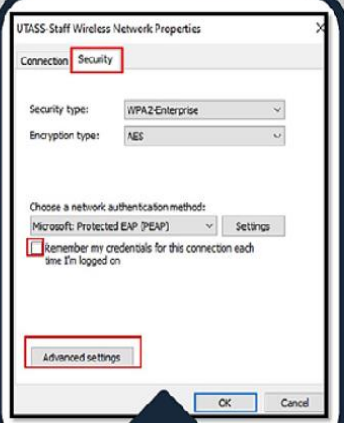 UTASS-Staff Wireless Network Properties X
Connection Security
Security type: WPA2-Enterprise
Encryption type: AES
Choose a network authentication method:
Microsoft: Protected EAP (PEAP) Settings
Remember my credentials for this connection each
time I'm logged on
Advanced settings
OK Cancel